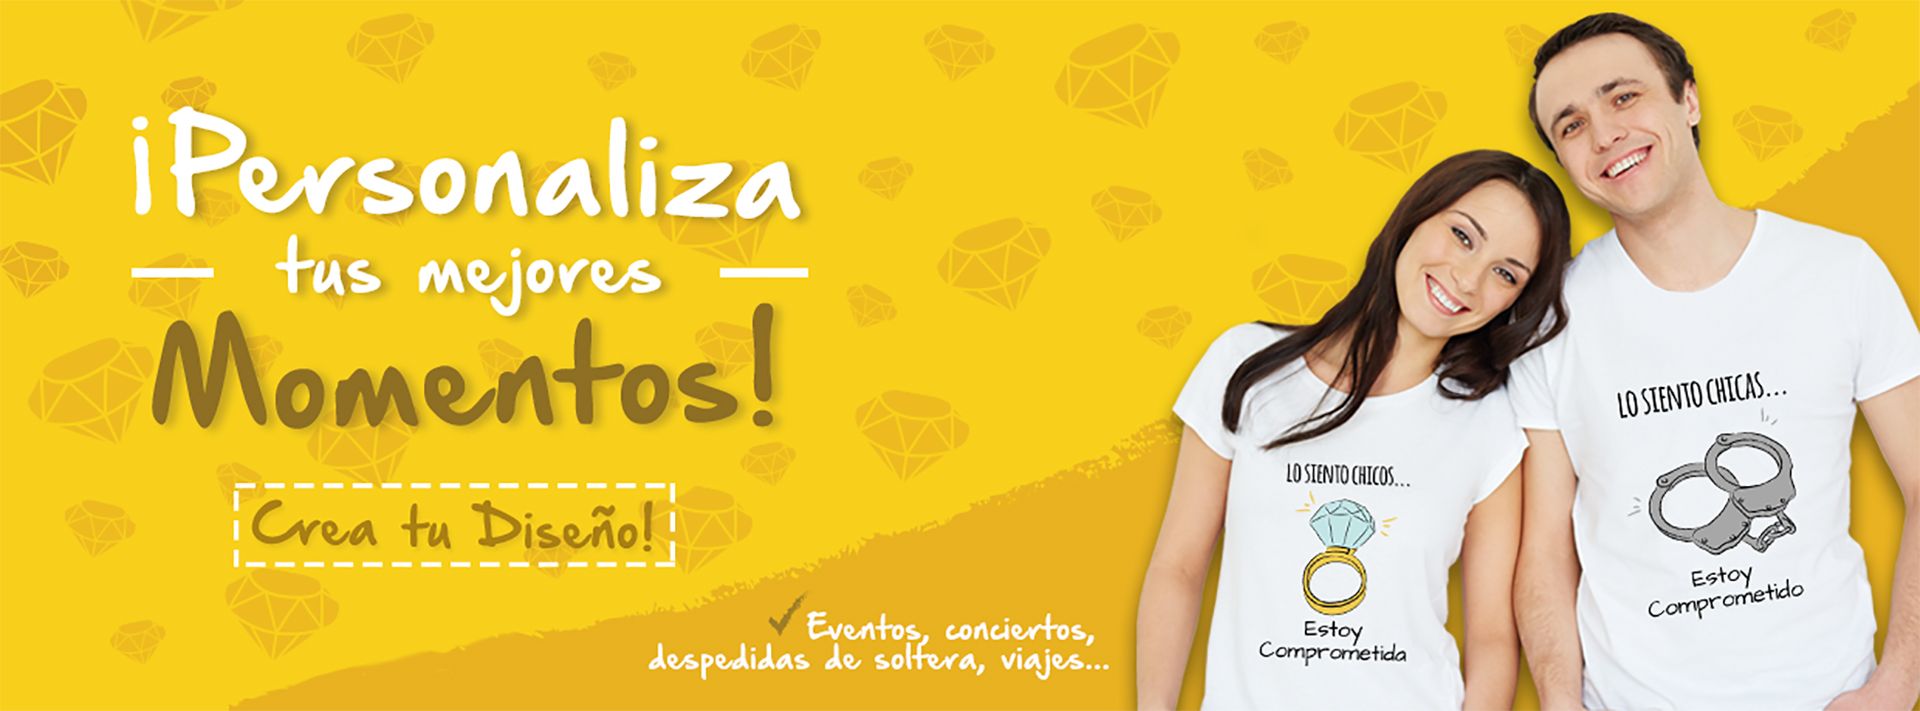 ¡Personaliza
tus mejores
Momentos!
Crea tu Diseño!
Eventos, conciertos,
despedidas de soltera, viajes...
LO SIENTO CHICOS...
Estoy
Comprometida
LO SIENTO CHICAS...
Estoy
Comprometido